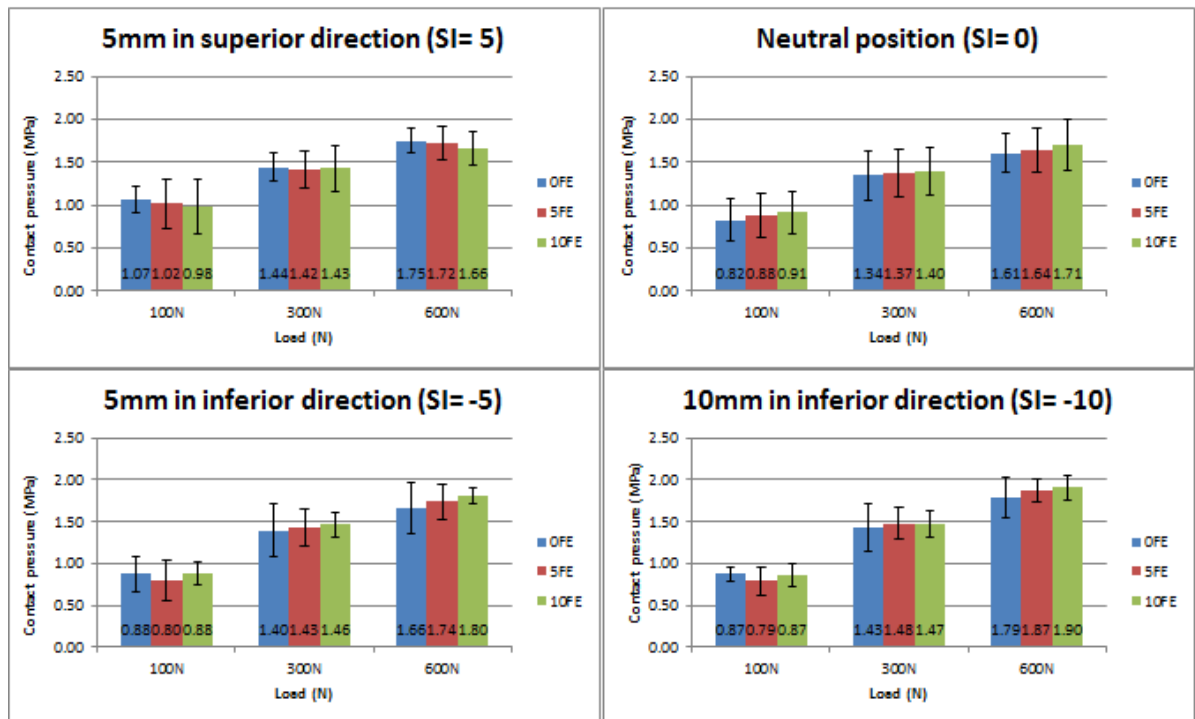 5mm in superior direction (SI= 5)
Contact pressure (MPa)
2.50
2.00
1.50
1.00
0.50
0.00
1.07 1.02 0.98 1.44 1.42 1.43 1.75 1.72 1.66
100N 300N 600N
Load (N)
0FE
5FE
10FE
Neutral position (SI= 0)
Contact pressure (MPa)
2.50
2.00
1.50
1.00
0.50
0.00
0.82 0.88 0.91 1.34 1.37 1.40 1.61 1.64 1.71
100N 300N 600N
Load (N)
0FE
5FE
10FE
5mm in inferior direction (SI= -5)
Contact pressure (MPa)
2.50
2.00
1.50
1.00
0.50
0.00
0.88 0.80 0.88 1.40 1.43 1.46 1.66 1.74 1.80
100N 300N 600N
Load (N)
0FE
5FE
10FE
10mm in inferior direction (SI= -10)
Contact pressure (MPa)
2.50
2.00
1.50
1.00
0.50
0.00
0.87 0.79 0.87 1.43 1.48 1.47 1.79 1.87 1.90
100N 300N 600N
Load (N)
0FE
5FE
10FE